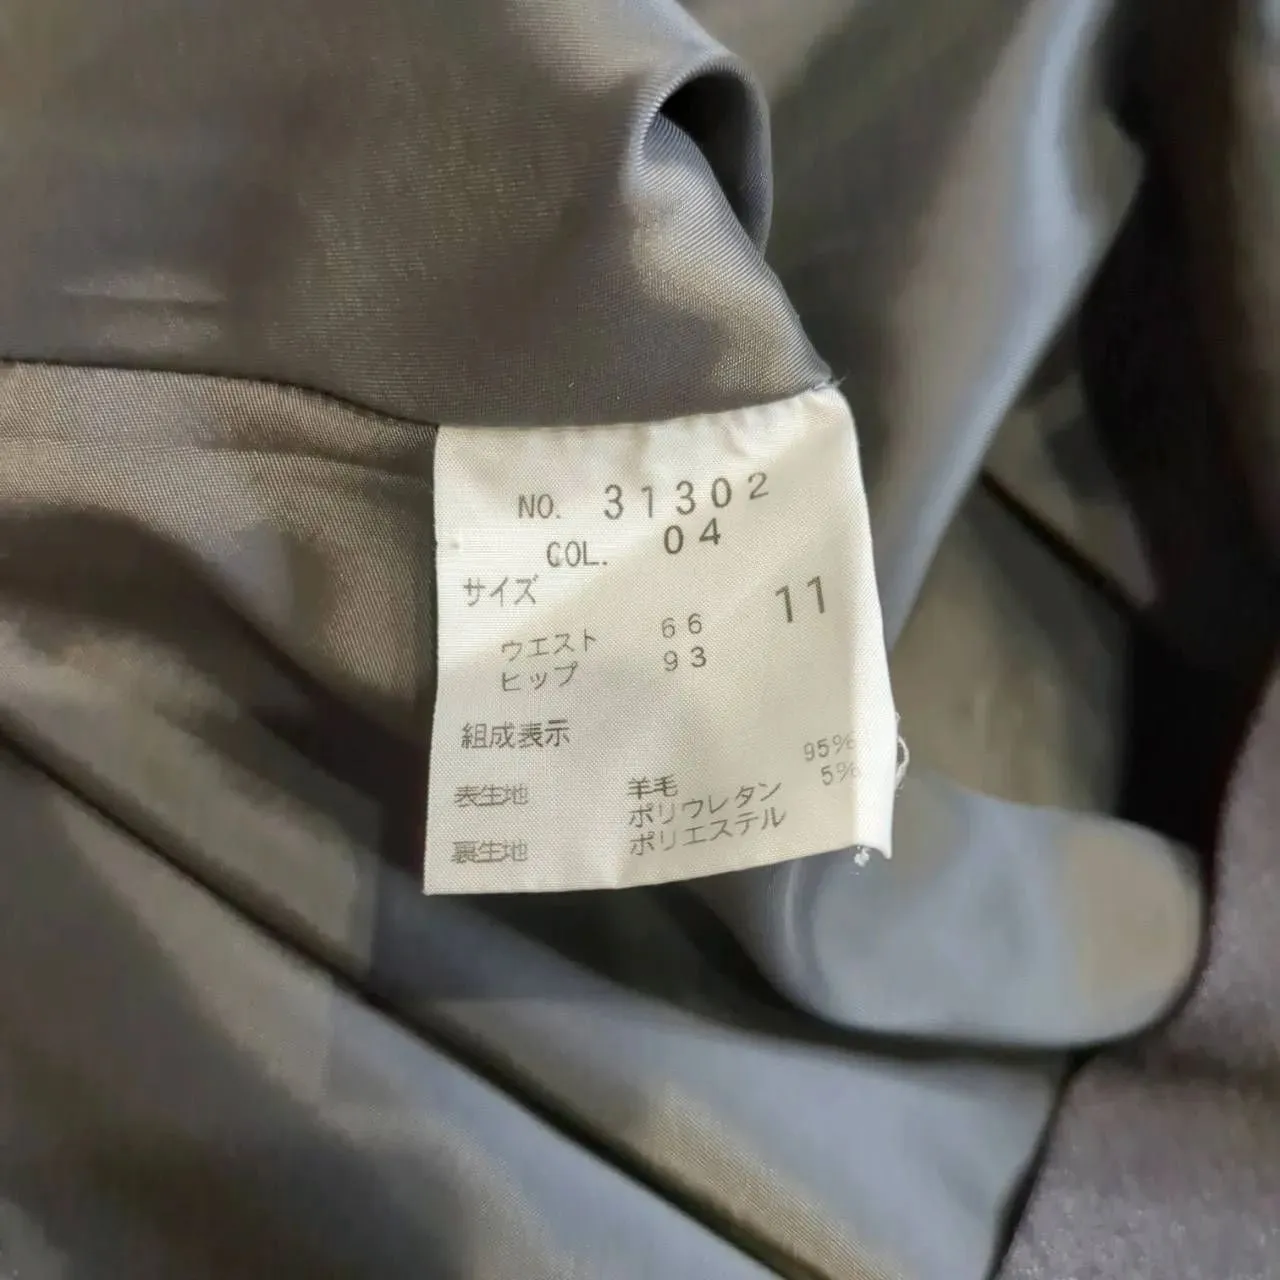 NO. 31302
COL. 04
サイズ 11
ウエスト 66
ヒップ 93
組成表示
表生地 羊毛 95%
ポリウレタン 5%
裏生地 ポリエステル